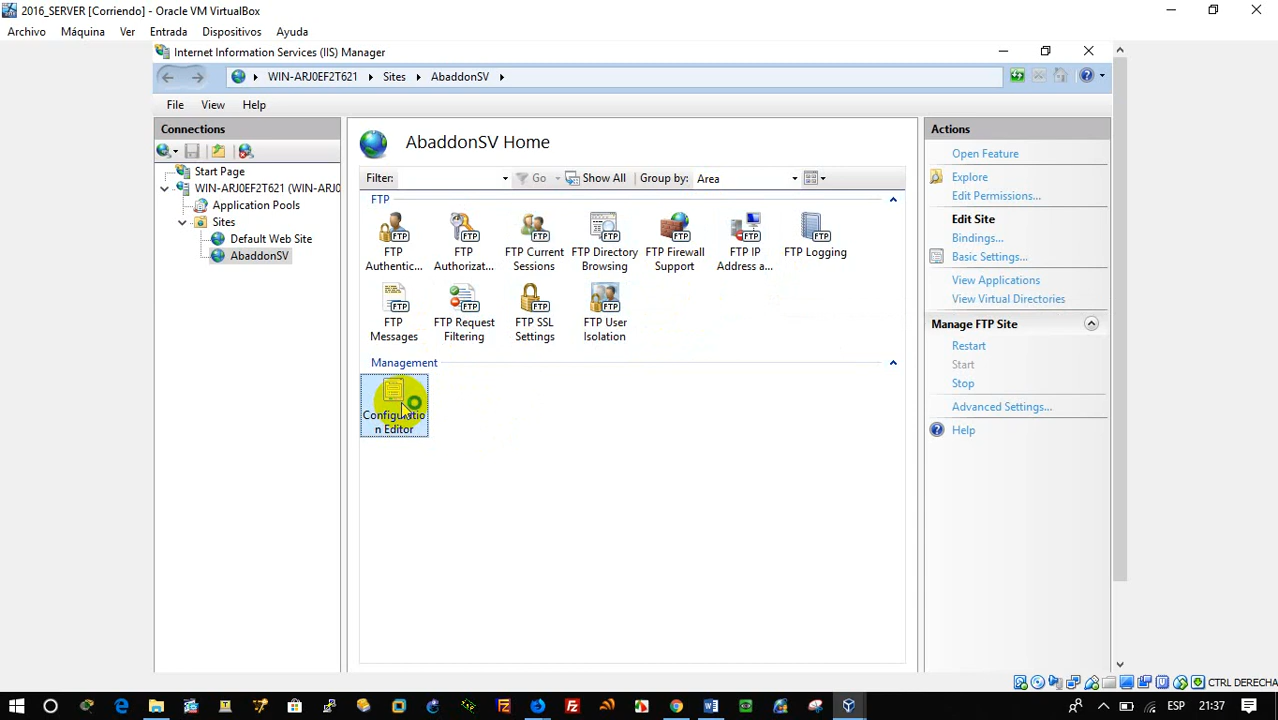 2016_SERVER [Corriendo] - Oracle VM VirtualBox
Archivo Máquina Ver Entrada Dispositivos Ayuda
Internet Information Services (IIS) Manager
WIN-ARJ0EF2T621 Sites AbaddonSV
File View Help
Connections
Start Page
WIN-ARJ0EF2T621 (WIN-ARJ0
Application Pools
Sites
Default Web Site
AbaddonSV
AbaddonSV Home
Filter: Go Show All Group by: Area
FTP
FTP
Authentic...
FTP
Authorizat...
FTP Current
Sessions
FTP Directory
Browsing
FTP Firewall
Support
FTP IP
Address a...
FTP Logging
FTP
Messages
FTP Request
Filtering
FTP SSL
Settings
FTP User
Isolation
Management
Configuratio
n Editor
Actions
Open Feature
Explore
Edit Permissions...
Edit Site
Bindings...
Basic Settings...
View Applications
View Virtual Directories
Manage FTP Site
Restart
Start
Stop
Advanced Settings...
Help
CTRL DERECHA
ESP 21:37